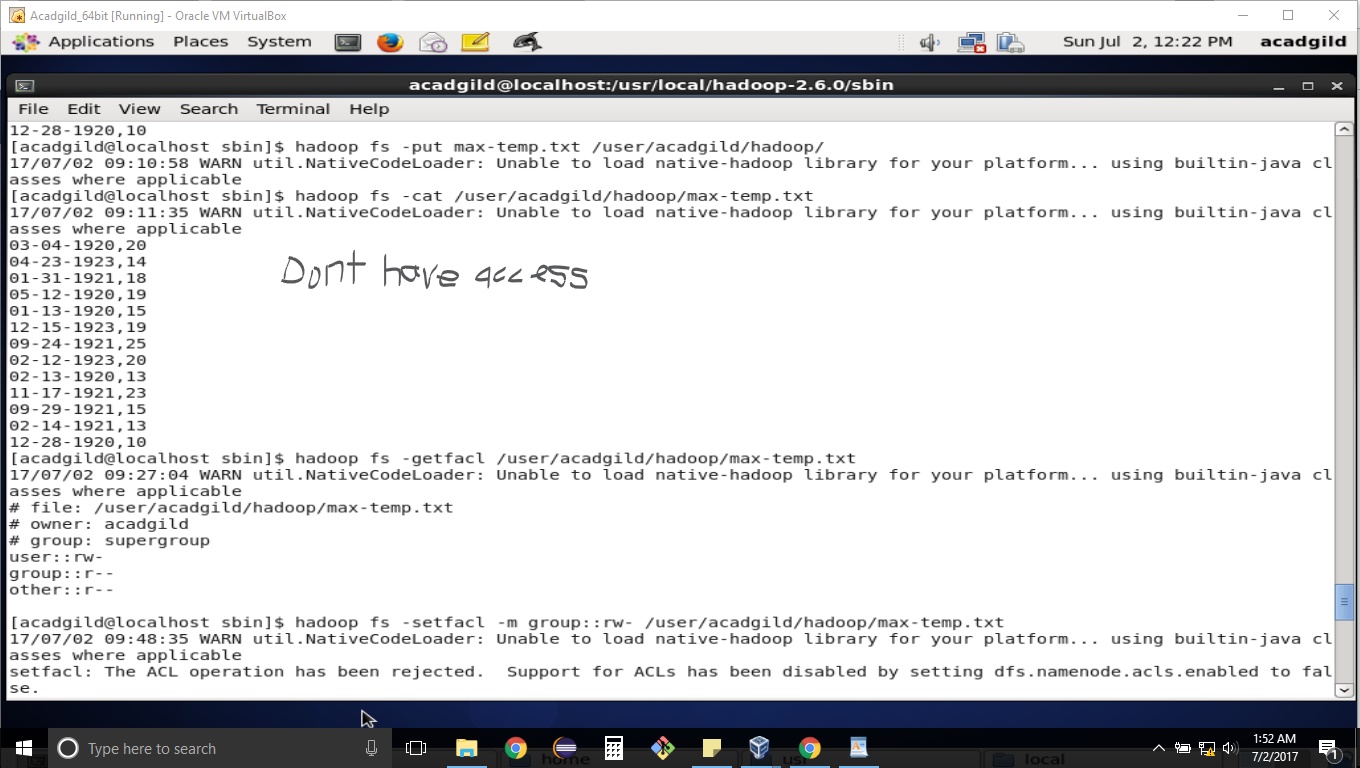 Acadgild_64bit [Running] - Oracle VM VirtualBox
Applications Places System Sun Jul 2, 12:22 PM acadgild
acadgild@localhost:/usr/local/hadoop-2.6.0/sbin
File Edit View Search Terminal Help
12-28-1920,10
[acadgild@localhost sbin]$ hadoop fs -put max-temp.txt /user/acadgild/hadoop/
17/07/02 09:10:58 WARN util.NativeCodeLoader: Unable to load native-hadoop library for your platform... using builtin-java cl
asses where applicable
[acadgild@localhost sbin]$ hadoop fs -cat /user/acadgild/hadoop/max-temp.txt
17/07/02 09:11:35 WARN util.NativeCodeLoader: Unable to load native-hadoop library for your platform... using builtin-java cl
asses where applicable
03-04-1920,20
04-23-1923,14
Dont have access
01-31-1921,18
05-12-1920,19
01-13-1920,15
12-15-1923,19
09-24-1921,25
02-12-1923,20
02-13-1920,13
11-17-1921,23
09-29-1921,15
02-14-1921,13
12-28-1920,10
[acadgild@localhost sbin]$ hadoop fs -getfacl /user/acadgild/hadoop/max-temp.txt
17/07/02 09:27:04 WARN util.NativeCodeLoader: Unable to load native-hadoop library for your platform... using builtin-java cl
asses where applicable
# file: /user/acadgild/hadoop/max-temp.txt
# owner: acadgild
# group: supergroup
user::rw-
group::r--
other::r--
[acadgild@localhost sbin]$ hadoop fs -setfacl -m group::rw- /user/acadgild/hadoop/max-temp.txt
17/07/02 09:48:35 WARN util.NativeCodeLoader: Unable to load native-hadoop library for your platform... using builtin-java cl
asses where applicable
setfacl: The ACL operation has been rejected.  Support for ACLs has been disabled by setting dfs.namenode.acls.enabled to fal
se.
Type here to search
home
local
1:52 AM
7/2/2017
1